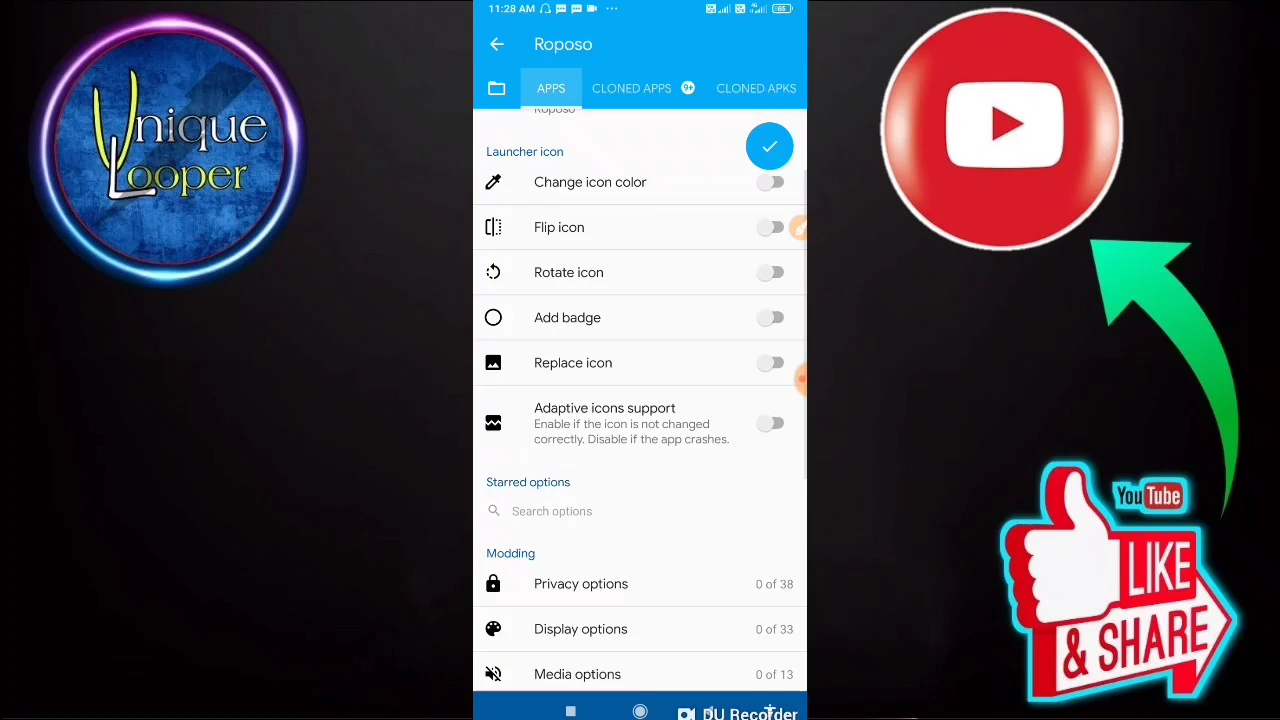 Unique
Looper
11:28 AM
65
Roposo
APPS
CLONED APPS
9+
CLONED APKS
Roposo
Launcher icon
Change icon color
Flip icon
Rotate icon
Add badge
Replace icon
Adaptive icons support
Enable if the icon is not changed
correctly. Disable if the app crashes.
Starred options
Search options
Modding
Privacy options
0 of 38
Display options
0 of 33
Media options
0 of 13
DU Recorder
YouTube
LIKE
& SHARE